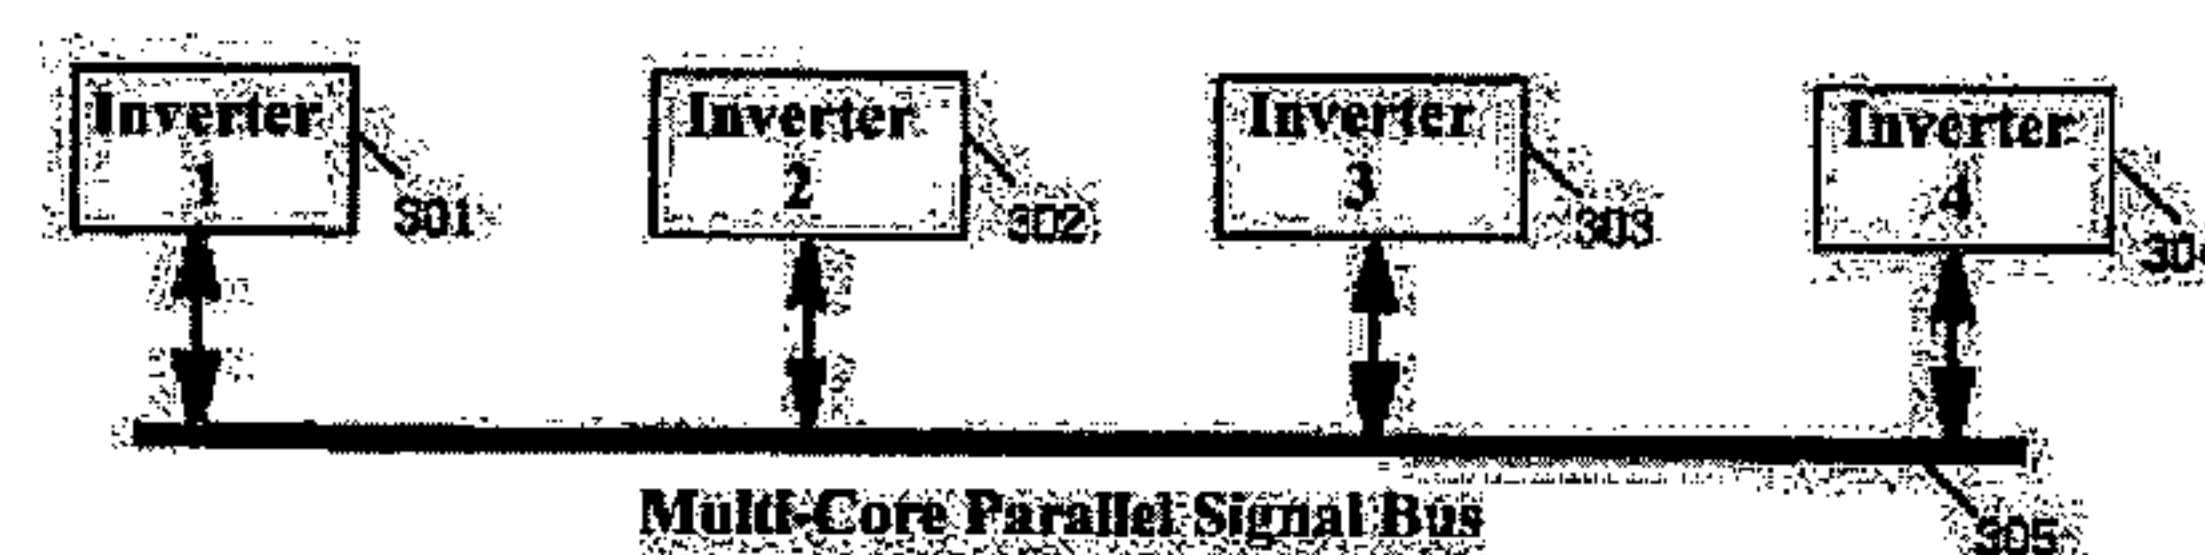 Inverter
1
301
Inverter
2
302
Inverter
3
303
Inverter
4
Multi-Core Parallel Signal Bus
305